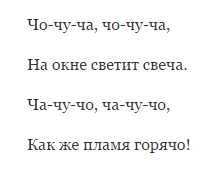 Чо-чу-ча, чо-чу-ча,
На окне светит свеча.
Ча-чу-чо, ча-чу-чо,
Как же пламя горячо!